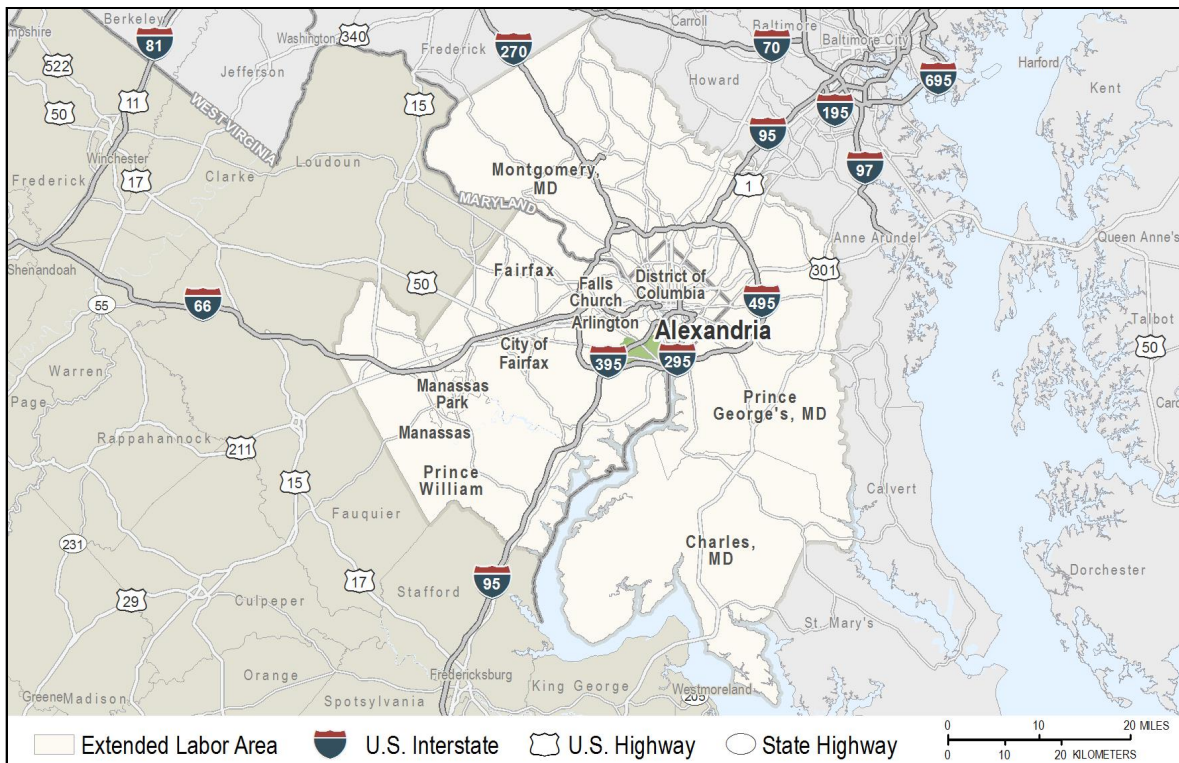 Berkeley
81
Washington
340
Frederick
270
Carroll
70
Baltimore
Baltimore City
Harford
mpshire
522
Jefferson
Howard
695
Kent
50
11
15
195
95
WEST VIRGINIA
Winchester
Loudoun
Montgomery,
MD
97
Frederick
17
Clarke
1
MARYLAND
Anne Arundel
Queen Anne's
Shenandoah
Fairfax
District of
Columbia
301
50
Falls
Church
495
55
66
Arlington
Alexandria
Talbot
City of
Fairfax
395
295
50
Warren
Manassas
Park
Prince
George's, MD
Page
Caro
Rappahannock
211
Manassas
15
Prince
William
Calvert
Fauquier
231
Charles,
MD
17
95
Stafford
Dorchester
29
Culpeper
St. Mary's
Orange
Fredericksburg
King George
Westmoreland
Greene
Madison
Spotsylvania
205
Extended Labor Area
U.S. Interstate
U.S. Highway
State Highway
0 10 20 MILES
0 10 20 KILOMETERS